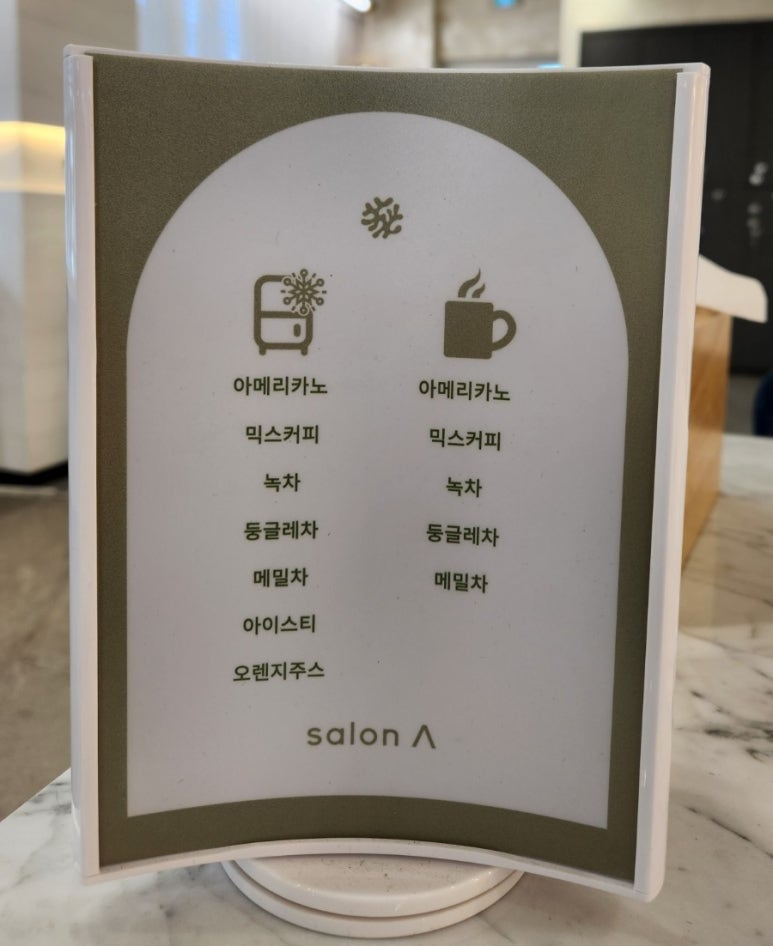 아메리카노
믹스커피
녹차
둥글레차
메밀차
아이스티
오렌지주스
아메리카노
믹스커피
녹차
둥글레차
메밀차
salon Λ